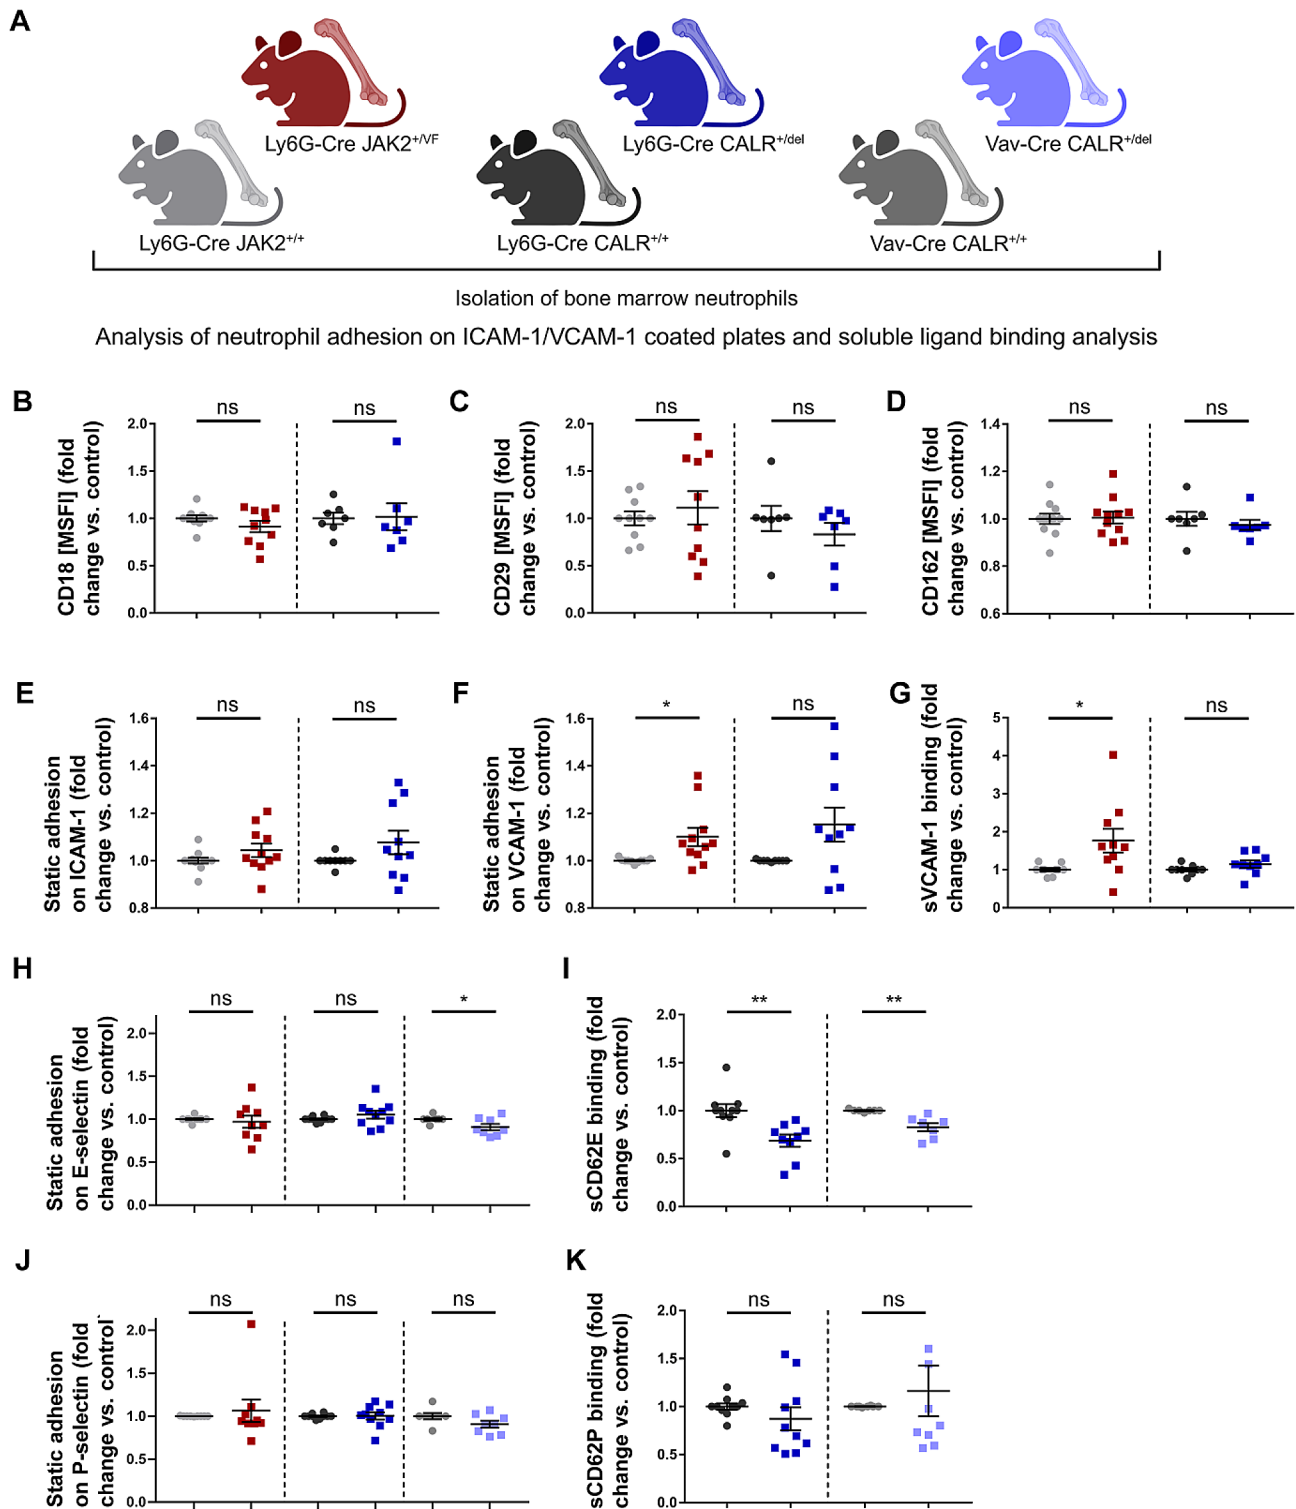 A
Ly6G-Cre JAK2+/VF
Ly6G-Cre CALR+/del
Vav-Cre CALR+/del
Ly6G-Cre JAK2+/+
Ly6G-Cre CALR+/+
Vav-Cre CALR+/+
Isolation of bone marrow neutrophils
Analysis of neutrophil adhesion on ICAM-1/VCAM-1 coated plates and soluble ligand binding analysis
B
CD18 [MSFI] (fold
change vs. control)
2.0
1.5
1.0
0.5
0.0
ns
ns
C
CD29 [MSFI] (fold
change vs. control)
2.0
1.5
1.0
0.5
0.0
ns
ns
D
CD162 [MSFI] (fold
change vs. control)
1.4
1.2
1.0
0.8
0.6
ns
ns
E
Static adhesion
on ICAM-1 (fold
change vs. control)
1.6
1.4
1.2
1.0
0.8
ns
ns
F
Static adhesion
on VCAM-1 (fold
change vs. control)
1.6
1.4
1.2
1.0
0.8
*
ns
G
sVCAM-1 binding (fold
change vs. control)
5
4
3
2
1
0
*
ns
H
Static adhesion
on E-selectin (fold
change vs. control)
2.0
1.5
1.0
0.5
0.0
ns
ns
*
I
sCD62E binding (fold
change vs. control)
2.0
1.5
1.0
0.5
0.0
**
**
J
Static adhesion
on P-selectin (fold
change vs. control
2.0
1.5
1.0
0.5
0.0
ns
ns
ns
K
sCD62P binding (fold
change vs. control)
2.0
1.5
1.0
0.5
0.0
ns
ns